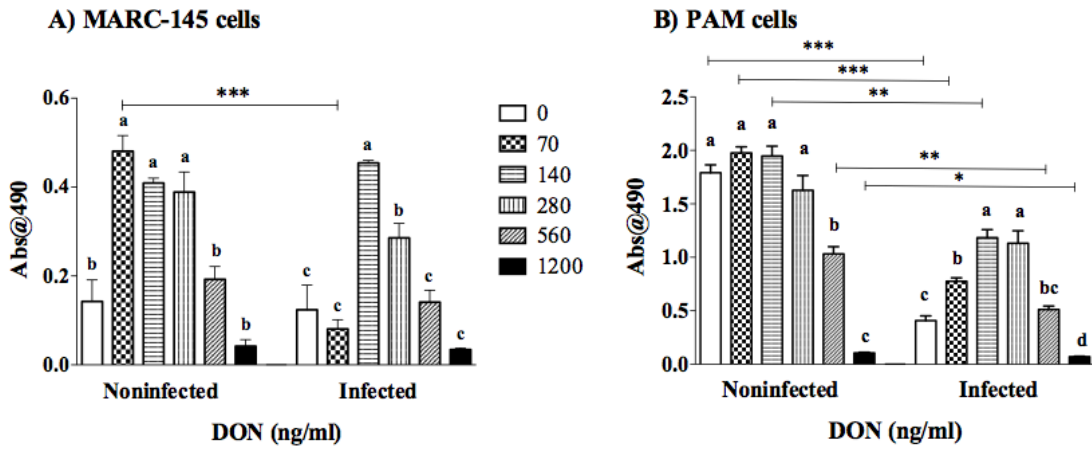 A) MARC-145 cells
Abs@490
0.6
0.4
0.2
0.0
***
b
a
a
a
b
b
c
c
a
b
c
c
Noninfected
Infected
DON (ng/ml)
0
70
140
280
560
1200
B) PAM cells
Abs@490
2.5
2.0
1.5
1.0
0.5
0.0
***
***
**
**
*
a
a
a
a
b
c
c
b
a
a
bc
d
Noninfected
Infected
DON (ng/ml)